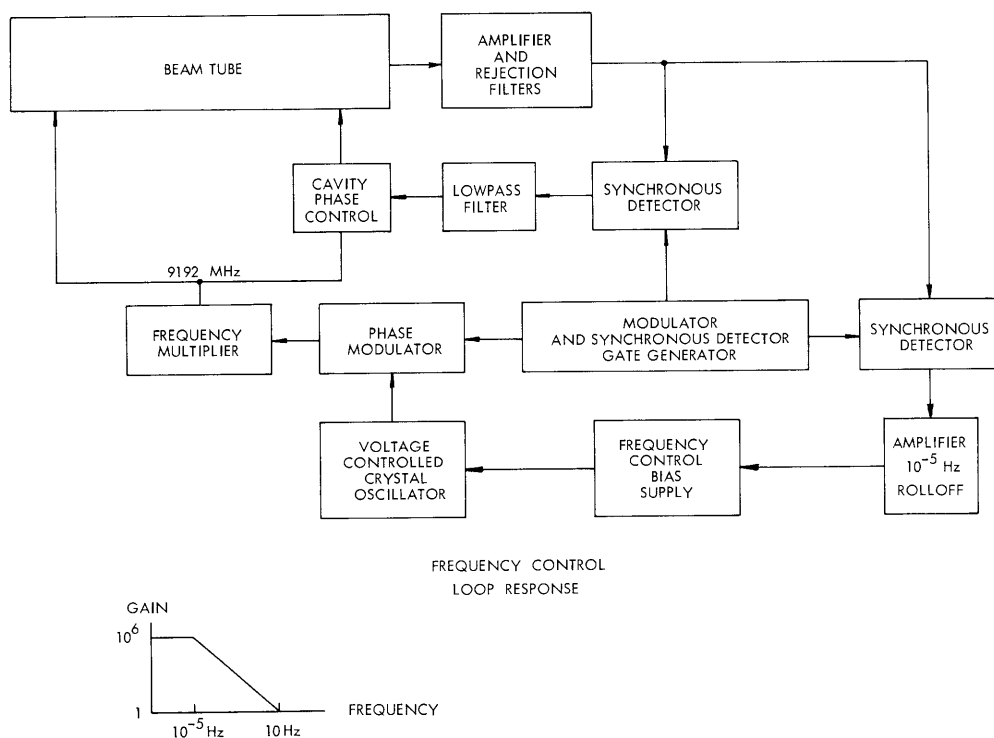 BEAM TUBE
AMPLIFIER
AND
REJECTION
FILTERS
CAVITY
PHASE
CONTROL
LOWPASS
FILTER
SYNCHRONOUS
DETECTOR
9192 MHz
FREQUENCY
MULTIPLIER
PHASE
MODULATOR
MODULATOR
AND SYNCHRONOUS DETECTOR
GATE GENERATOR
SYNCHRONOUS
DETECTOR
VOLTAGE
CONTROLLED
CRYSTAL
OSCILLATOR
FREQUENCY
CONTROL
BIAS
SUPPLY
AMPLIFIER
10⁻⁵ Hz
ROLLOFF
FREQUENCY CONTROL
LOOP RESPONSE
GAIN
10⁶
1
10⁻⁵ Hz
10 Hz
FREQUENCY